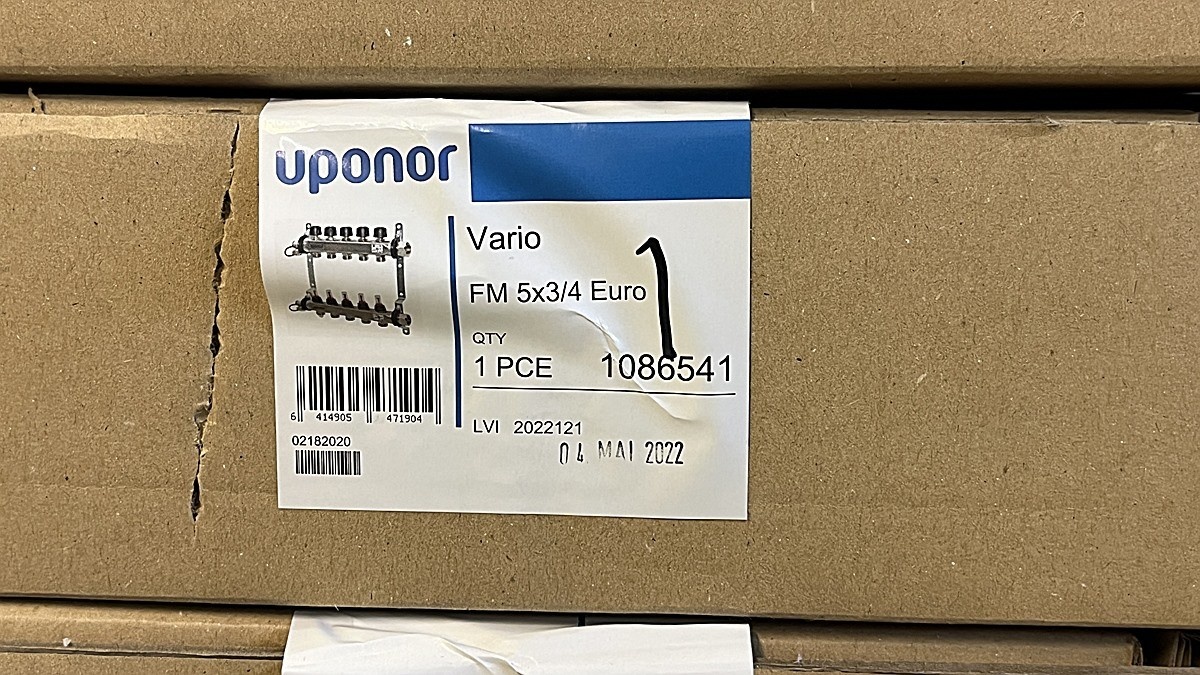 uponor
Vario
FM 5x3/4 Euro
1
QTY
1 PCE 1086541
6 414905 471904
LVI 2022121
02182020
04 MAI 2022